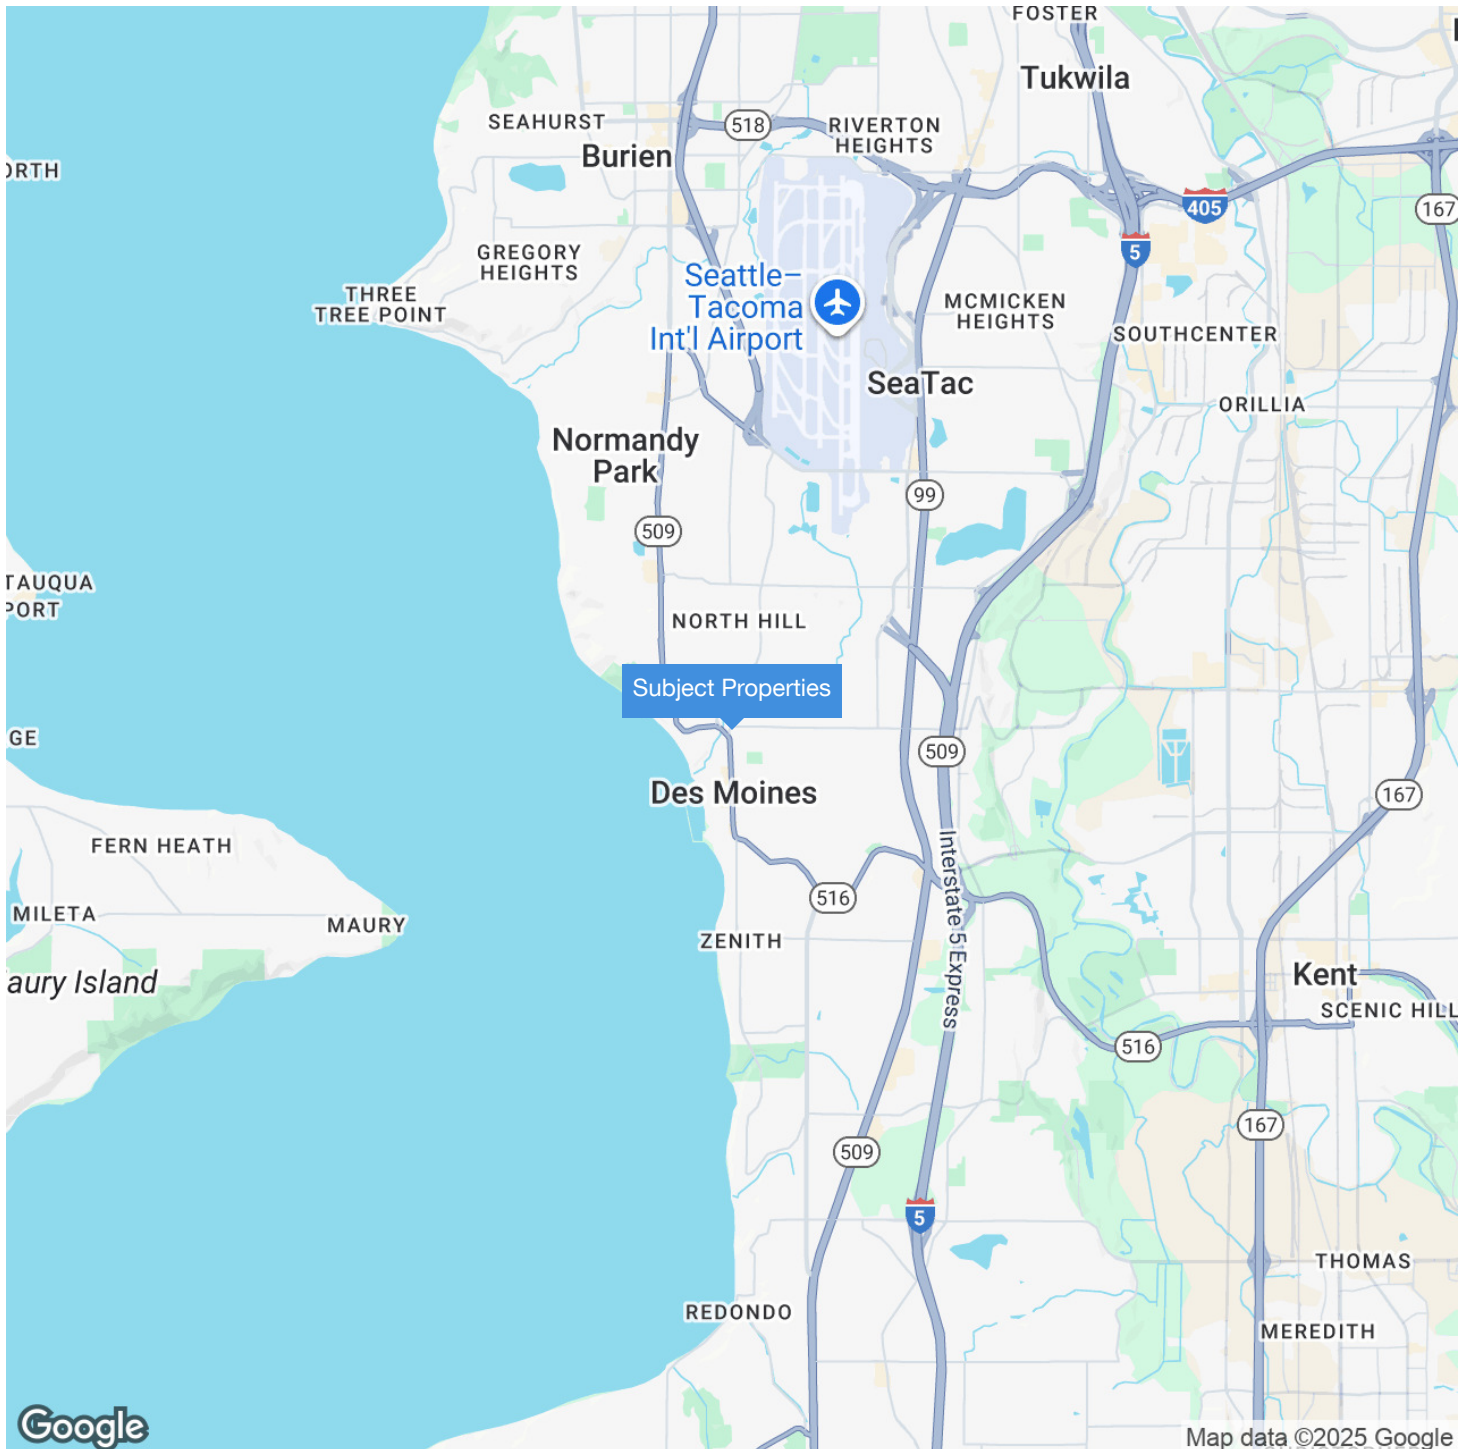 FOSTER
Tukwila
SEAHURST
518
RIVERTON
HEIGHTS
Burien
ORTH
405
167
5
GREGORY
HEIGHTS
Seattle–
Tacoma
Int'l Airport
THREE
TREE POINT
MCMICKEN
HEIGHTS
SOUTHCENTER
SeaTac
ORILLIA
Normandy
Park
99
509
TAUQUA
PORT
NORTH HILL
Subject Properties
GE
509
Des Moines
167
FERN HEATH
Interstate 5 Express
516
MILETA
MAURY
ZENITH
aury Island
Kent
SCENIC HILL
516
167
509
5
THOMAS
REDONDO
MEREDITH
Google
Map data ©2025 Google